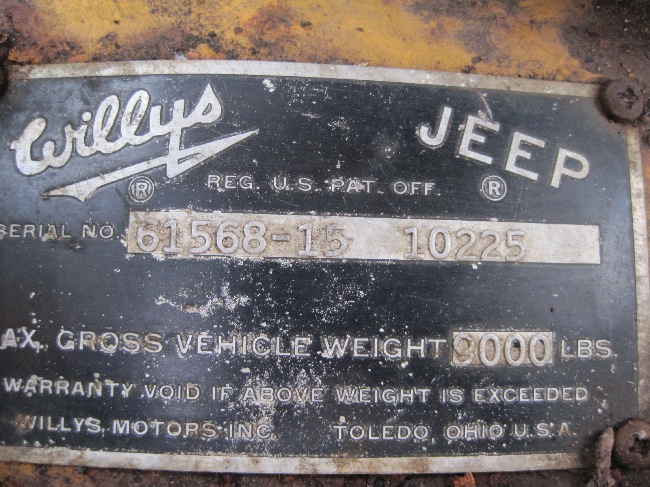 Willys JEEP
® REG. U.S. PAT. OFF. ®
SERIAL NO. 61568-15 10225
AX. GROSS VEHICLE WEIGHT 9000 LBS.
WARRANTY VOID IF ABOVE WEIGHT IS EXCEEDED
WILLYS MOTORS INC. TOLEDO, OHIO U.S.A.